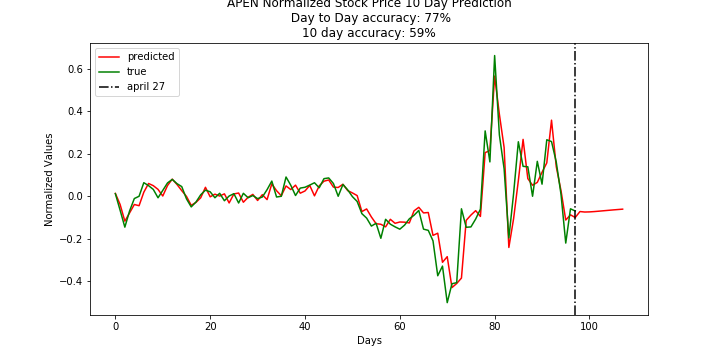 APEN Normalized Stock Price 10 Day Prediction
Day to Day accuracy: 77%
10 day accuracy: 59%
predicted
true
april 27
Normalized Values
0.6
0.4
0.2
0.0
−0.2
−0.4
0 20 40 60 80 100
Days